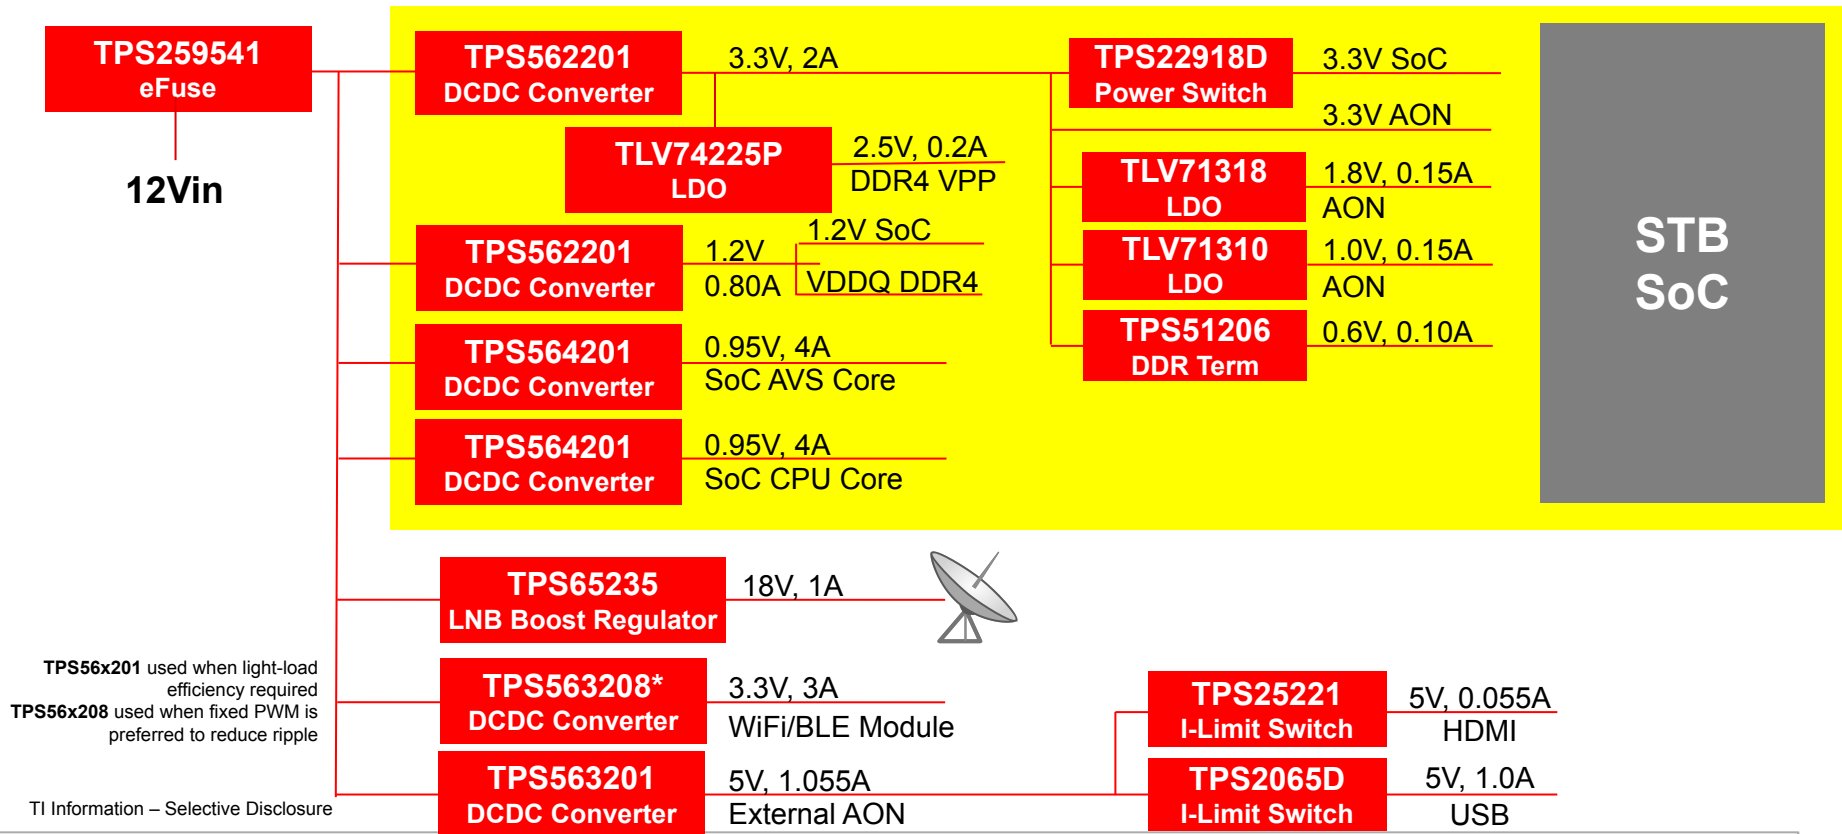 TPS259541
eFuse
12Vin
TPS562201
DCDC Converter
3.3V, 2A
TPS22918D
Power Switch
3.3V SoC
3.3V AON
TLV74225P
LDO
2.5V, 0.2A
DDR4 VPP
TLV71318
LDO
1.8V, 0.15A
AON
TPS562201
DCDC Converter
1.2V
0.80A
1.2V SoC
VDDQ DDR4
TLV71310
LDO
1.0V, 0.15A
AON
TPS564201
DCDC Converter
0.95V, 4A
SoC AVS Core
TPS51206
DDR Term
0.6V, 0.10A
TPS564201
DCDC Converter
0.95V, 4A
SoC CPU Core
STB
SoC
TPS65235
LNB Boost Regulator
18V, 1A
TPS56x201 used when light-load
efficiency required
TPS56x208 used when fixed PWM is
preferred to reduce ripple
TPS563208*
DCDC Converter
3.3V, 3A
WiFi/BLE Module
TPS25221
I-Limit Switch
5V, 0.055A
HDMI
TPS563201
DCDC Converter
5V, 1.055A
External AON
TPS2065D
I-Limit Switch
5V, 1.0A
USB
TI Information – Selective Disclosure